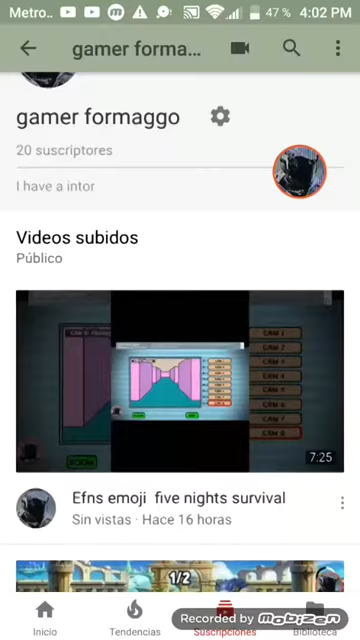 Metro.. 47 % 4:02 PM
gamer forma...
gamer formaggo
20 suscriptores
I have a intor
Videos subidos
Público
CAM 1
CAM 2
CAM 3
CAM 4
CAM 5
CAM 6
CAM 7
CAM 8
7:25
Efns emoji five nights survival
Sin vistas · Hace 16 horas
1/2
Inicio
Tendencias
Suscripciones
Biblioteca
Recorded by mobizen